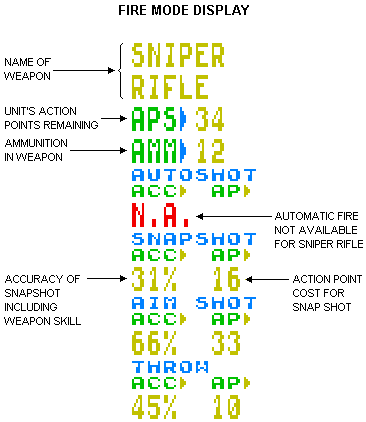 FIRE MODE DISPLAY
NAME OF
WEAPON
SNIPER
RIFLE
UNIT'S ACTION
POINTS REMAINING
APS 34
AMMUNITION
IN WEAPON
AMM 12
AUTOSHOT
ACC AP
N.A.
AUTOMATIC FIRE
NOT AVAILABLE
FOR SNIPER RIFLE
SNAPSHOT
ACC AP
ACCURACY OF
SNAPSHOT
INCLUDING
WEAPON SKILL
31% 16
ACTION POINT
COST FOR
SNAP SHOT
AIM SHOT
ACC AP
66% 33
THROW
ACC AP
45% 10